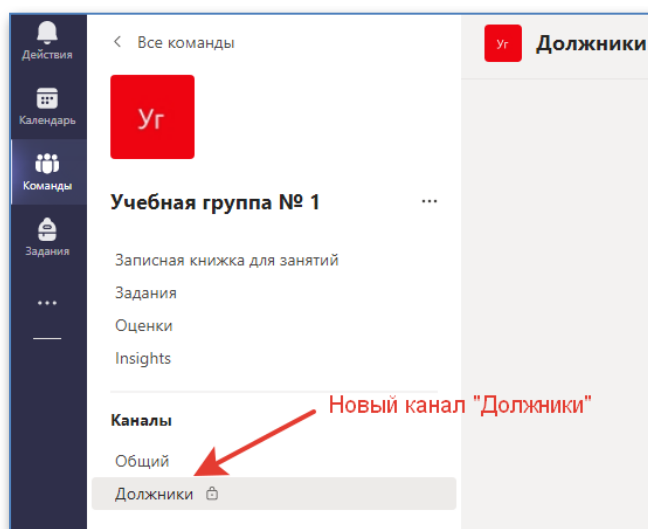 Действия
Календарь
Команды
Задания
Все команды
Уг
Учебная группа № 1
Записная книжка для занятий
Задания
Оценки
Insights
Каналы
Общий
Должники
Уг Должники
Новый канал "Должники"